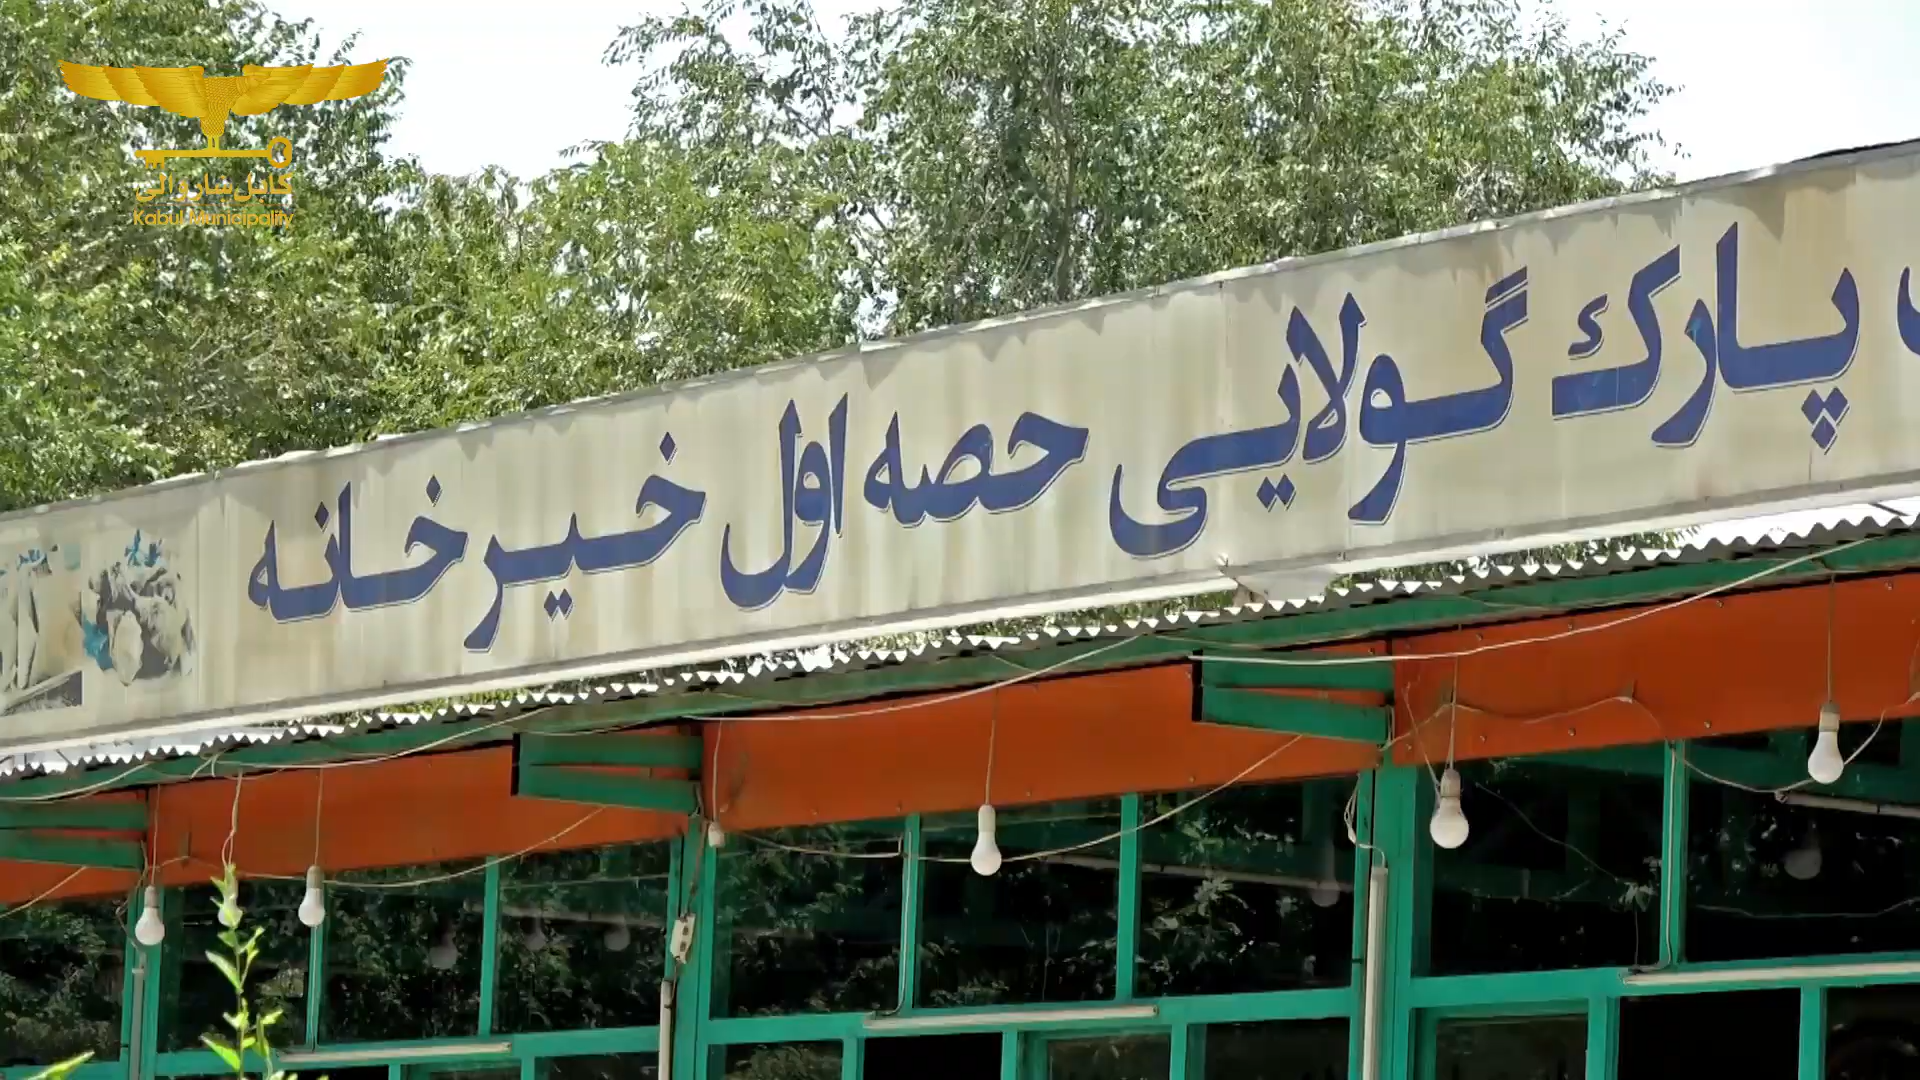 کابل ښاروالی
Kabul Municipality
پارک گولایی حصه اول خیرخانه